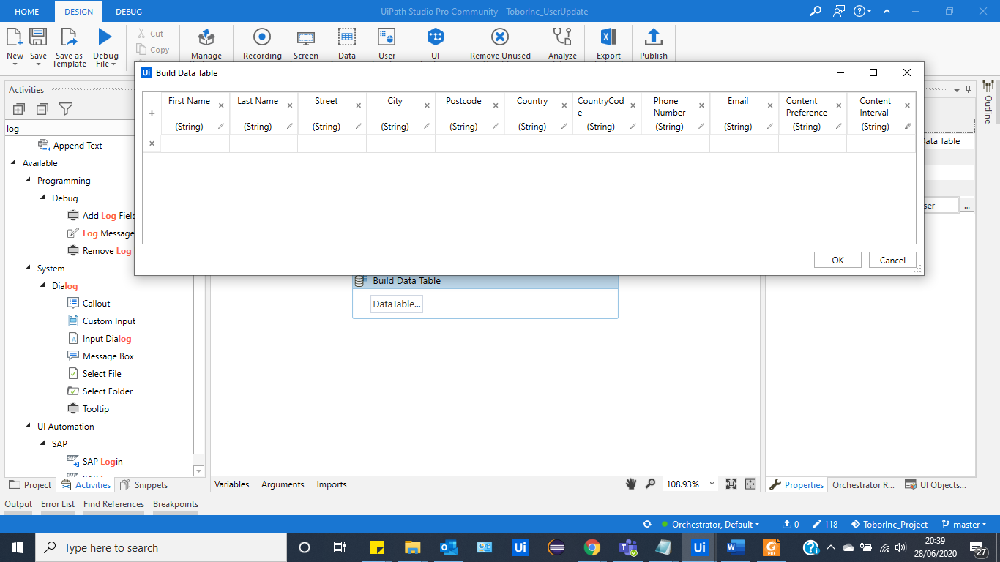 HOME
DESIGN
DEBUG
UiPath Studio Pro Community - ToborInc_UserUpdate
New
Save
Save as
Template
Debug
File
Cut
Copy
Manage
Recording
Screen
Data
User
UI
Remove Unused
Analyze
Export
Publish
Ui Build Data Table
First Name
(String)
Last Name
(String)
Street
(String)
City
(String)
Postcode
(String)
Country
(String)
CountryCod
e
(String)
Phone
Number
(String)
Email
(String)
Content
Preference
(String)
Content
Interval
(String)
OK
Cancel
Activities
log
Append Text
Available
Programming
Debug
Add Log Field
Log Message
Remove Log
System
Dialog
Callout
Custom Input
Input Dialog
Message Box
Select File
Select Folder
Tooltip
UI Automation
SAP
SAP Login
Build Data Table
DataTable...
Outline
Data Table
ser
...
Project
Activities
Snippets
Variables
Arguments
Imports
108.93%
Properties
Orchestrator R...
UI Objects...
Output
Error List
Find References
Breakpoints
Orchestrator, Default
0
118
ToborInc_Project
master
Type here to search
Ui
Ui
20:39
28/06/2020
27